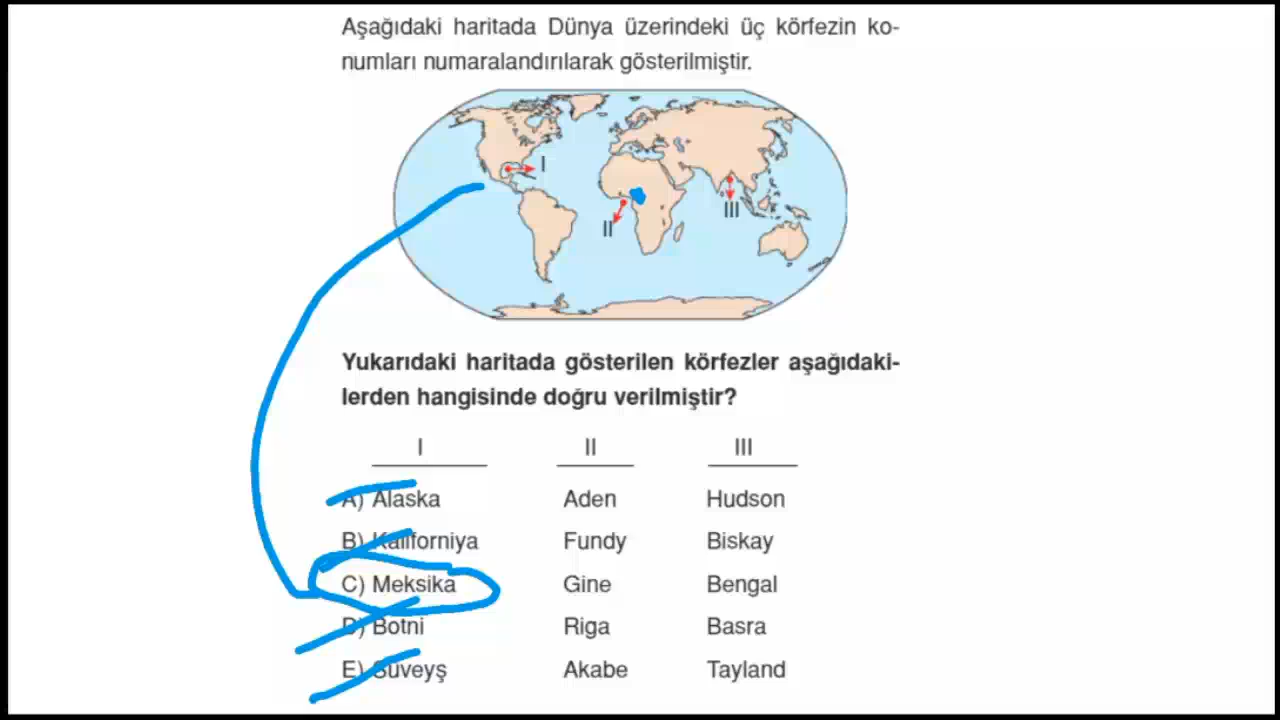 Aşağıdaki haritada Dünya üzerindeki üç körfezin ko-
numları numaralandırılarak gösterilmiştir.
I
II
III
Yukarıdaki haritada gösterilen körfezler aşağıdaki-
lerden hangisinde doğru verilmiştir?
I II III
A) Alaska Aden Hudson
B) Kaliforniya Fundy Biskay
C) Meksika Gine Bengal
D) Botni Riga Basra
E) Süveyş Akabe Tayland